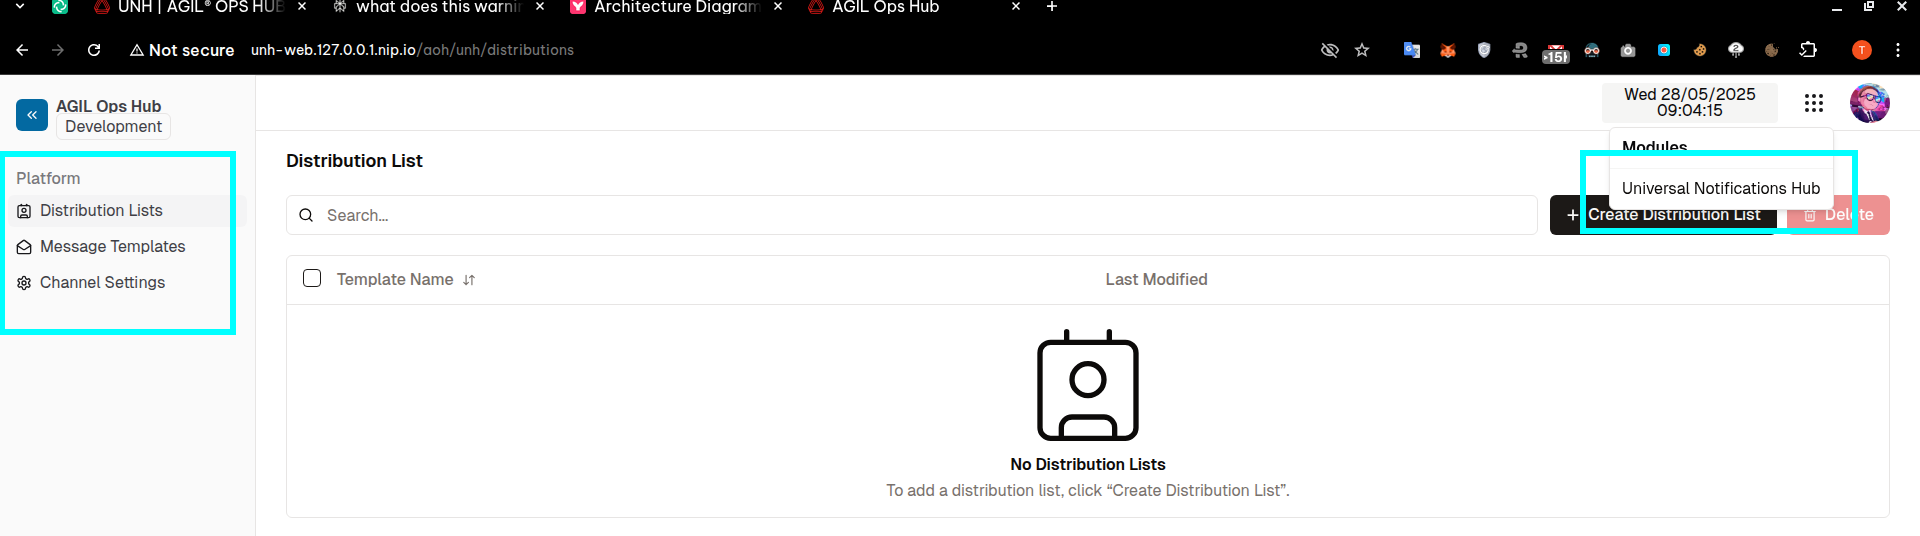 UNH | AGIL® OPS HUB
what does this warnin
Architecture Diagram
AGIL Ops Hub
Not secure
unh-web.127.0.0.1.nip.io/aoh/unh/distributions
T
AGIL Ops Hub
Development
Wed 28/05/2025
09:04:15
Modules
Universal Notifications Hub
Platform
Distribution Lists
Message Templates
Channel Settings
Distribution List
Search...
+ Create Distribution List
Delete
Template Name
Last Modified
No Distribution Lists
To add a distribution list, click “Create Distribution List”.